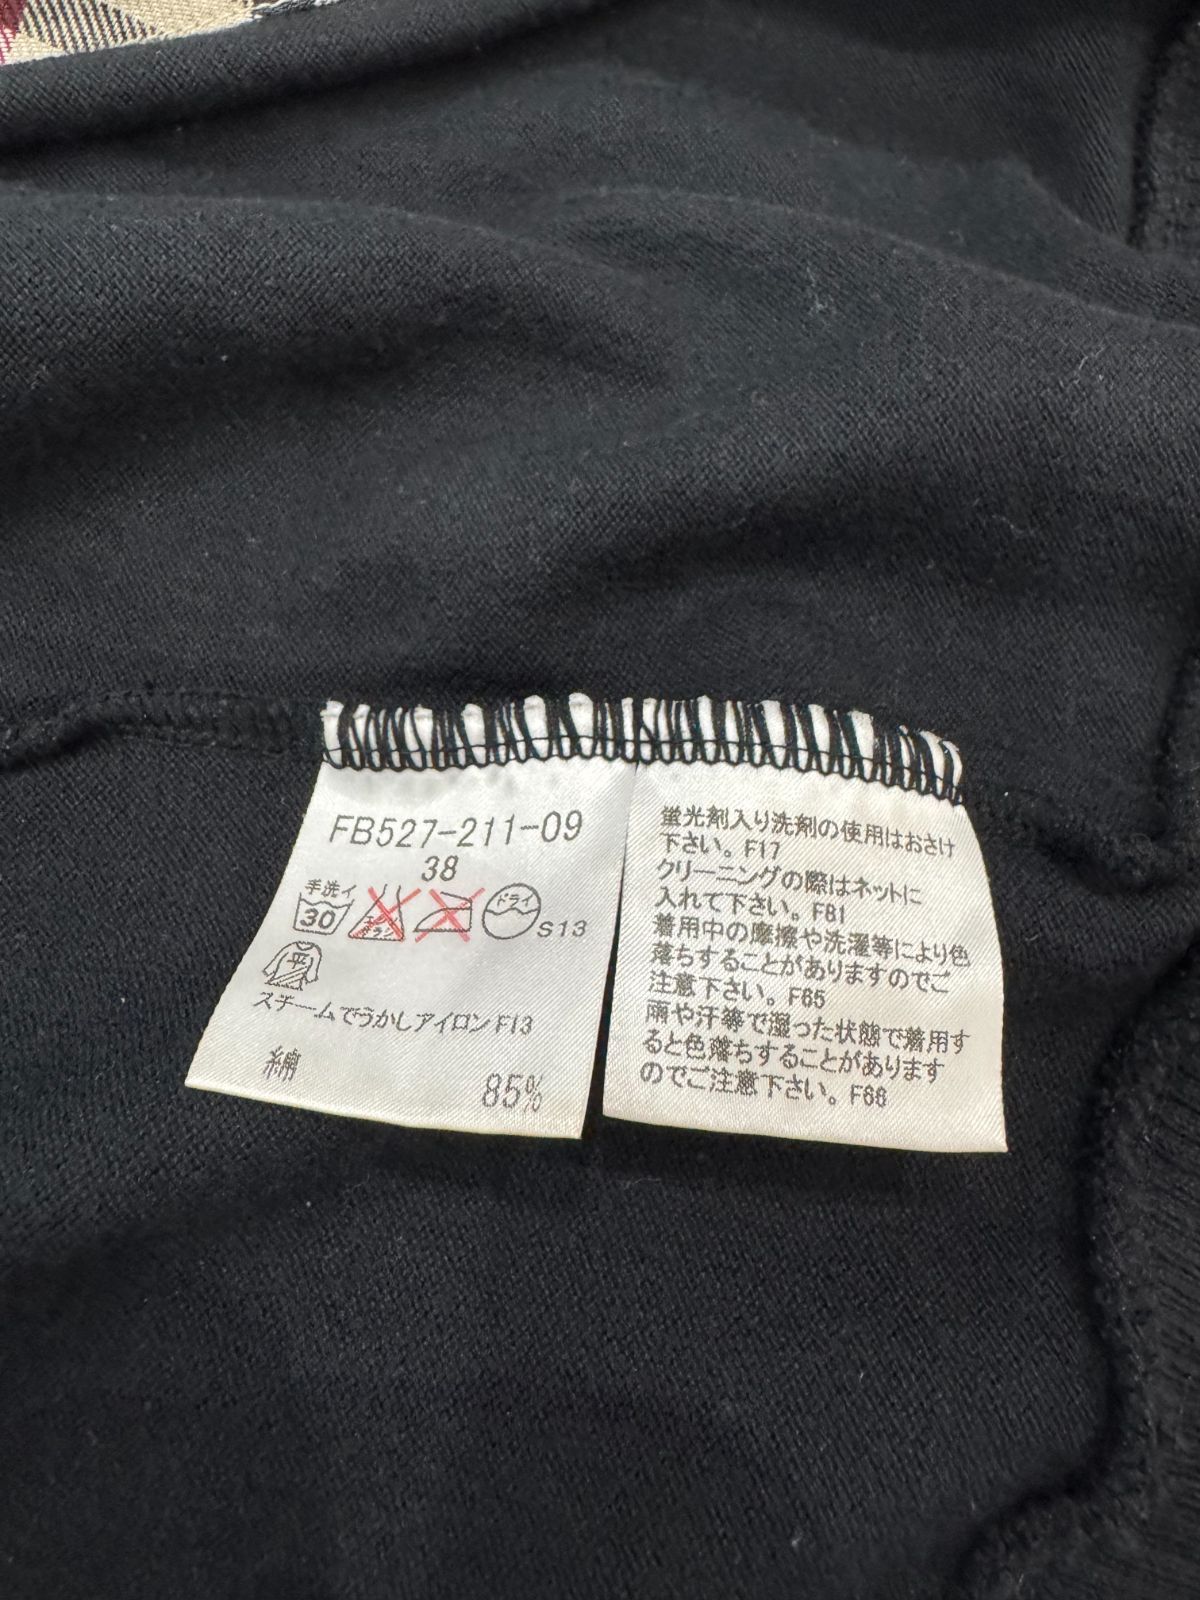 FB527-211-09
38
手洗イ
30
エンソ
サラシ
ドライ
S13
平
スチームでうかしアイロンF13
綿 85%
蛍光剤入り洗剤の使用はおさけ
下さい。F17
クリーニングの際はネットに
入れて下さい。F81
着用中の摩擦や洗濯等により色
落ちすることがありますのでご
注意下さい。F65
雨や汗等で湿った状態で着用す
ると色落ちすることがあります
のでご注意下さい。F66